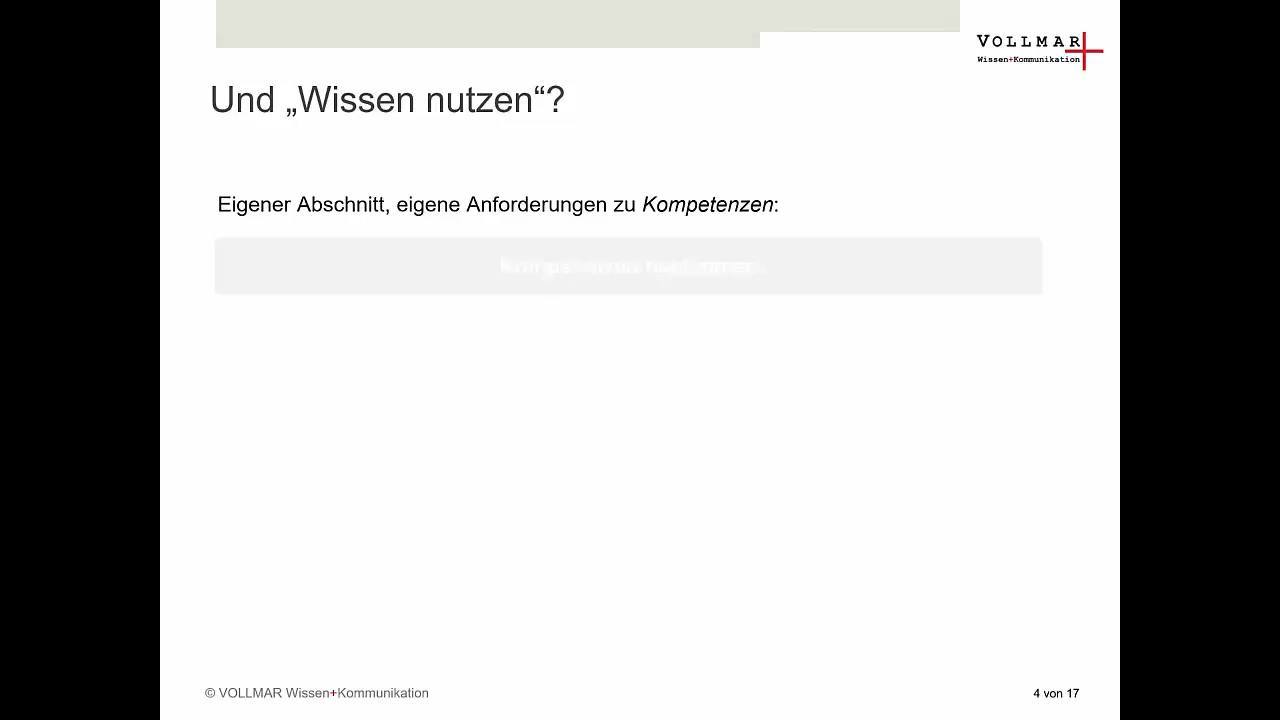 VOLLMAR
Wissen+Kommunikation
Und „Wissen nutzen“?
Eigener Abschnitt, eigene Anforderungen zu Kompetenzen:
© VOLLMAR Wissen+Kommunikation
4 von 17